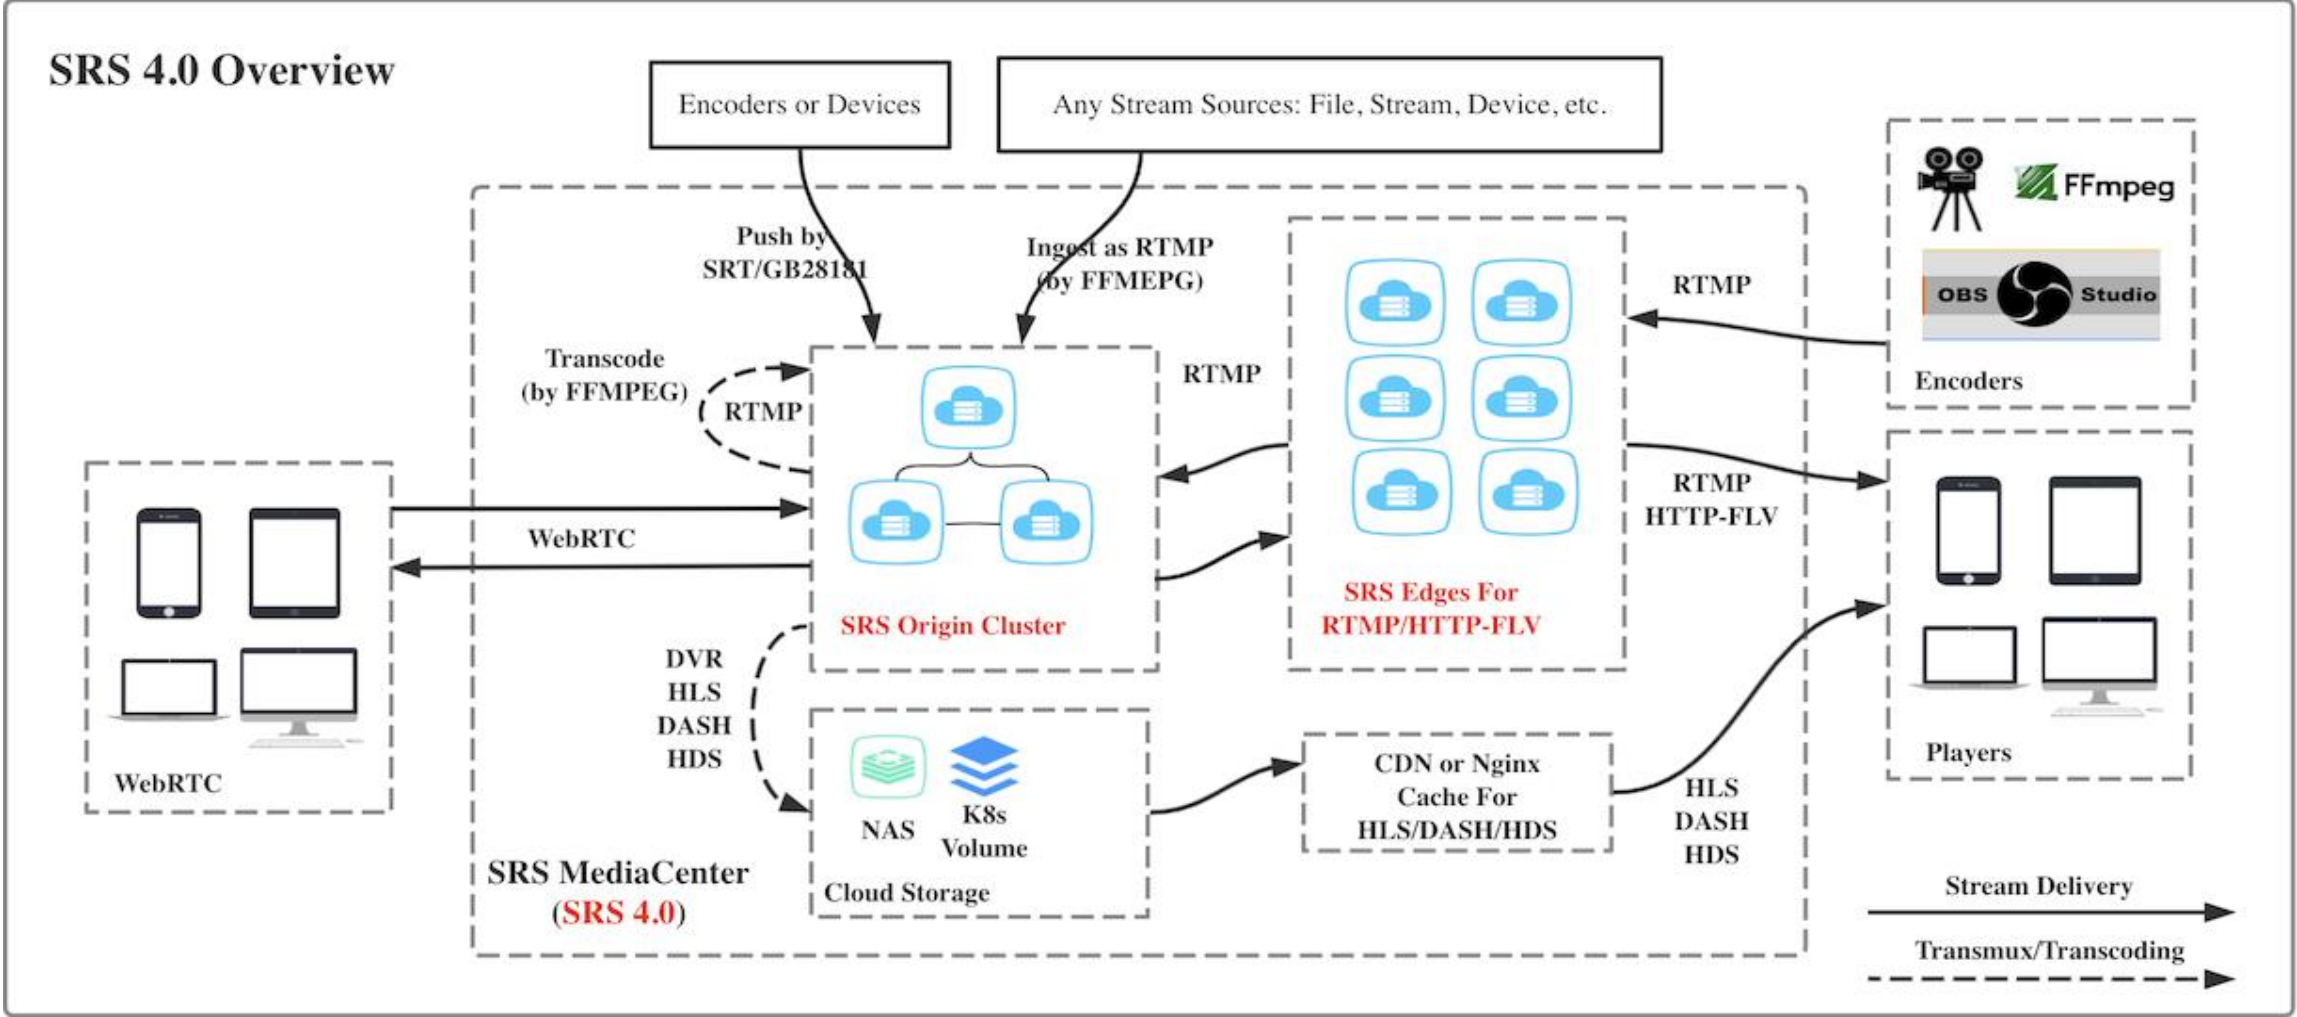 SRS 4.0 Overview
Encoders or Devices
Any Stream Sources: File, Stream, Device, etc.
FFmpeg
OBS Studio
Encoders
Push by
SRT/GB28181
Ingest as RTMP
(by FFMEPG)
RTMP
Transcode
(by FFMPEG)
RTMP
RTMP
RTMP
HTTP-FLV
WebRTC
SRS Origin Cluster
SRS Edges For
RTMP/HTTP-FLV
WebRTC
Players
DVR
HLS
DASH
HDS
NAS
K8s
Volume
Cloud Storage
CDN or Nginx
Cache For
HLS/DASH/HDS
HLS
DASH
HDS
SRS MediaCenter
(SRS 4.0)
Stream Delivery
Transmux/Transcoding